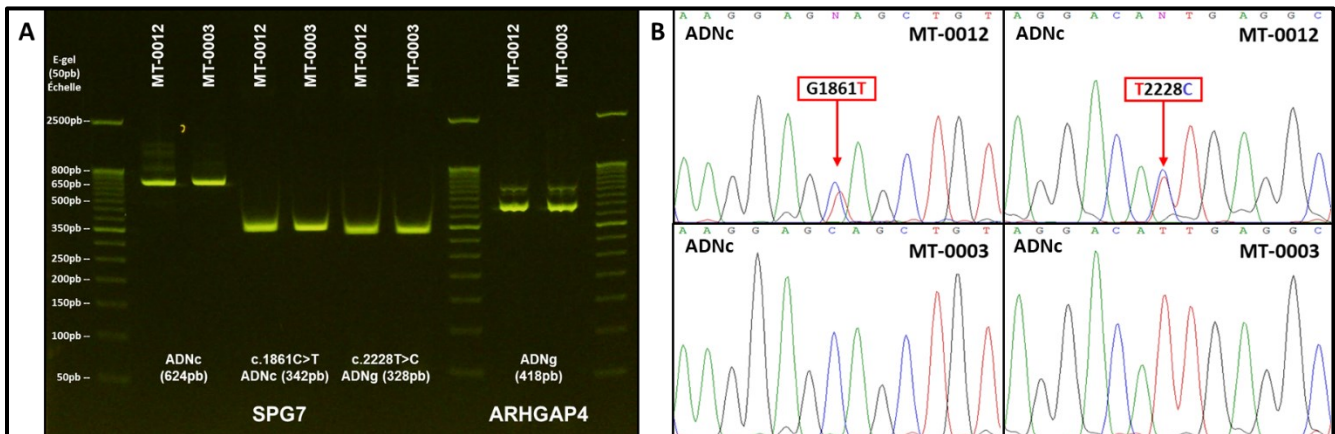 A
E-gel
(50pb)
Échelle
MT-0012
MT-0003
MT-0012
MT-0003
MT-0012
MT-0003
MT-0012
MT-0003
2500pb --
800pb --
650pb --
500pb --
350pb --
250pb --
200pb --
150pb --
100pb --
50pb --
ADNc
(624pb)
c.1861C>T
ADNc (342pb)
c.2228T>C
ADNg (328pb)
ADNg
(418pb)
SPG7
ARHGAP4
B
A A G G A G N A G C T G T
ADNc
MT-0012
G1861T
A G G A C A N T G A G G C
ADNc
MT-0012
T2228C
A A G G A G C A G C T G T
ADNc
MT-0003
A G G A C A T T G A G G C
ADNc
MT-0003